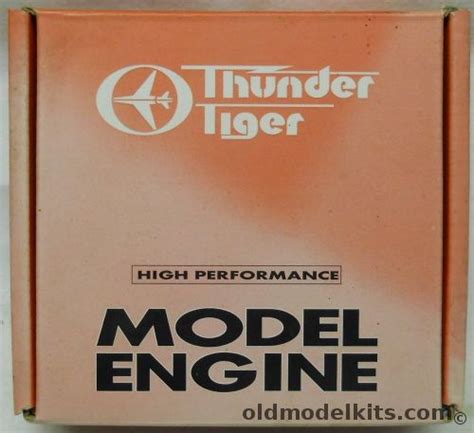 Thunder
Tiger
HIGH PERFORMANCE
MODEL
ENGINE
oldmodelkits.com©